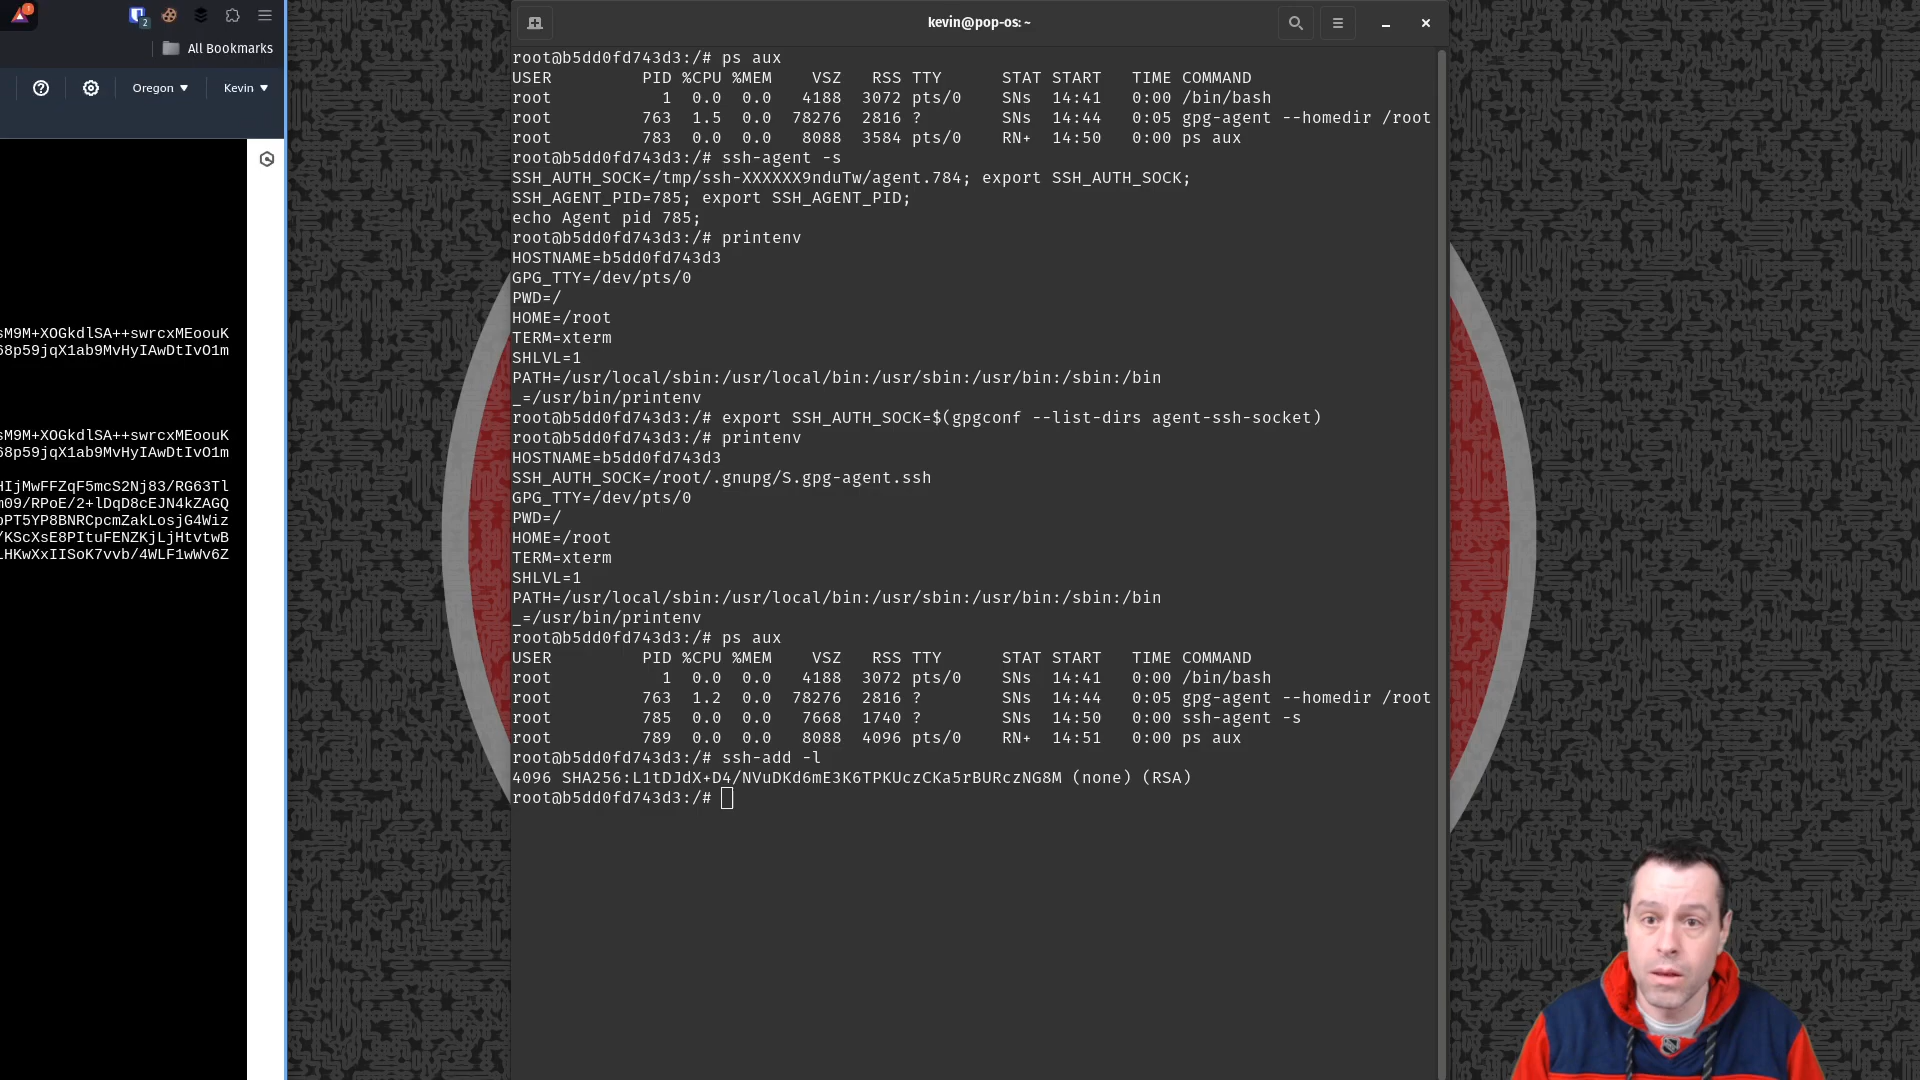 2
All Bookmarks
Oregon
Kevin
sM9M+XOGkdlSA++swrcxMEoouK
68p59jqX1ab9MvHyIAwDtIvO1m
sM9M+XOGkdlSA++swrcxMEoouK
68p59jqX1ab9MvHyIAwDtIvO1m
HIjMwFFZqF5mcS2Nj83/RG63Tl
m09/RPoE/2+lDqD8cEJN4kZAGQ
pPT5YP8BNRCpcmZakLosjG4Wiz
/KScXsE8PItuFENZKjLjHtvtwB
LHKwXxIISoK7vvb/4WLF1wWv6Z
kevin@pop-os: ~
root@b5dd0fd743d3:/# ps aux
USER PID %CPU %MEM VSZ RSS TTY STAT START TIME COMMAND
root 1 0.0 0.0 4188 3072 pts/0 SNs 14:41 0:00 /bin/bash
root 763 1.5 0.0 78276 2816 ? SNs 14:44 0:05 gpg-agent --homedir /root
root 783 0.0 0.0 8088 3584 pts/0 RN+ 14:50 0:00 ps aux
root@b5dd0fd743d3:/# ssh-agent -s
SSH_AUTH_SOCK=/tmp/ssh-XXXXXX9nduTw/agent.784; export SSH_AUTH_SOCK;
SSH_AGENT_PID=785; export SSH_AGENT_PID;
echo Agent pid 785;
root@b5dd0fd743d3:/# printenv
HOSTNAME=b5dd0fd743d3
GPG_TTY=/dev/pts/0
PWD=/
HOME=/root
TERM=xterm
SHLVL=1
PATH=/usr/local/sbin:/usr/local/bin:/usr/sbin:/usr/bin:/sbin:/bin
_=/usr/bin/printenv
root@b5dd0fd743d3:/# export SSH_AUTH_SOCK=$(gpgconf --list-dirs agent-ssh-socket)
root@b5dd0fd743d3:/# printenv
HOSTNAME=b5dd0fd743d3
SSH_AUTH_SOCK=/root/.gnupg/S.gpg-agent.ssh
GPG_TTY=/dev/pts/0
PWD=/
HOME=/root
TERM=xterm
SHLVL=1
PATH=/usr/local/sbin:/usr/local/bin:/usr/sbin:/usr/bin:/sbin:/bin
_=/usr/bin/printenv
root@b5dd0fd743d3:/# ps aux
USER PID %CPU %MEM VSZ RSS TTY STAT START TIME COMMAND
root 1 0.0 0.0 4188 3072 pts/0 SNs 14:41 0:00 /bin/bash
root 763 1.2 0.0 78276 2816 ? SNs 14:44 0:05 gpg-agent --homedir /root
root 785 0.0 0.0 7668 1740 ? SNs 14:50 0:00 ssh-agent -s
root 789 0.0 0.0 8088 4096 pts/0 RN+ 14:51 0:00 ps aux
root@b5dd0fd743d3:/# ssh-add -l
4096 SHA256:L1tDJdX+D4/NVuDKd6mE3K6TPKUczCKa5rBURczNG8M (none) (RSA)
root@b5dd0fd743d3:/#